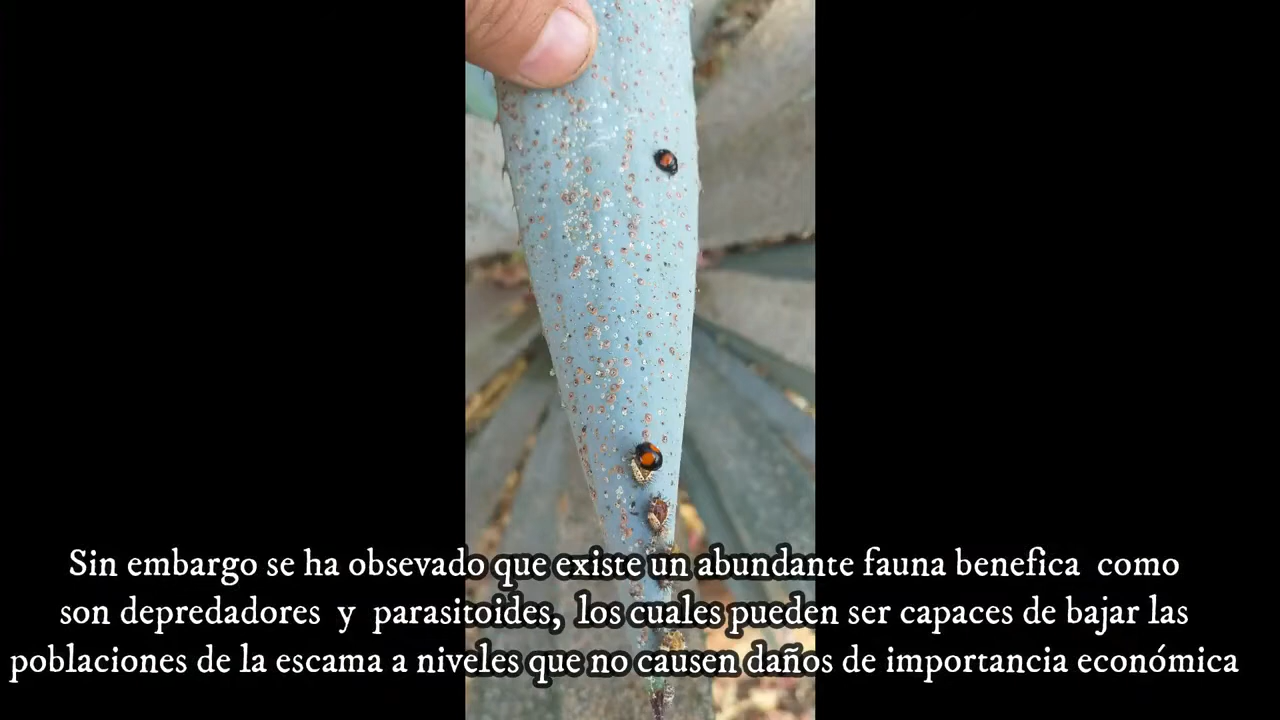 Sin embargo se ha obsevado que existe un abundante fauna benefica como
son depredadores y parasitoides, los cuales pueden ser capaces de bajar las
poblaciones de la escama a niveles que no causen daños de importancia económica